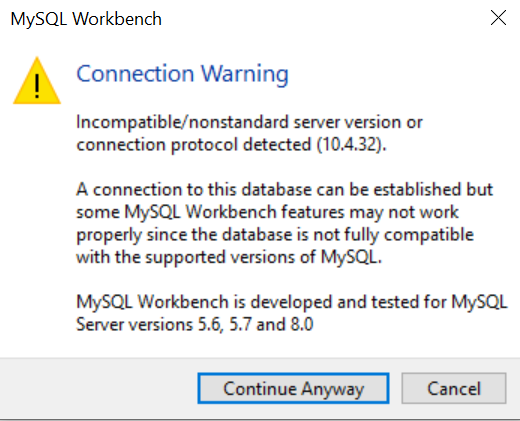 MySQL Workbench
Connection Warning
Incompatible/nonstandard server version or
connection protocol detected (10.4.32).
A connection to this database can be established but
some MySQL Workbench features may not work
properly since the database is not fully compatible
with the supported versions of MySQL.
MySQL Workbench is developed and tested for MySQL
Server versions 5.6, 5.7 and 8.0
Continue Anyway
Cancel